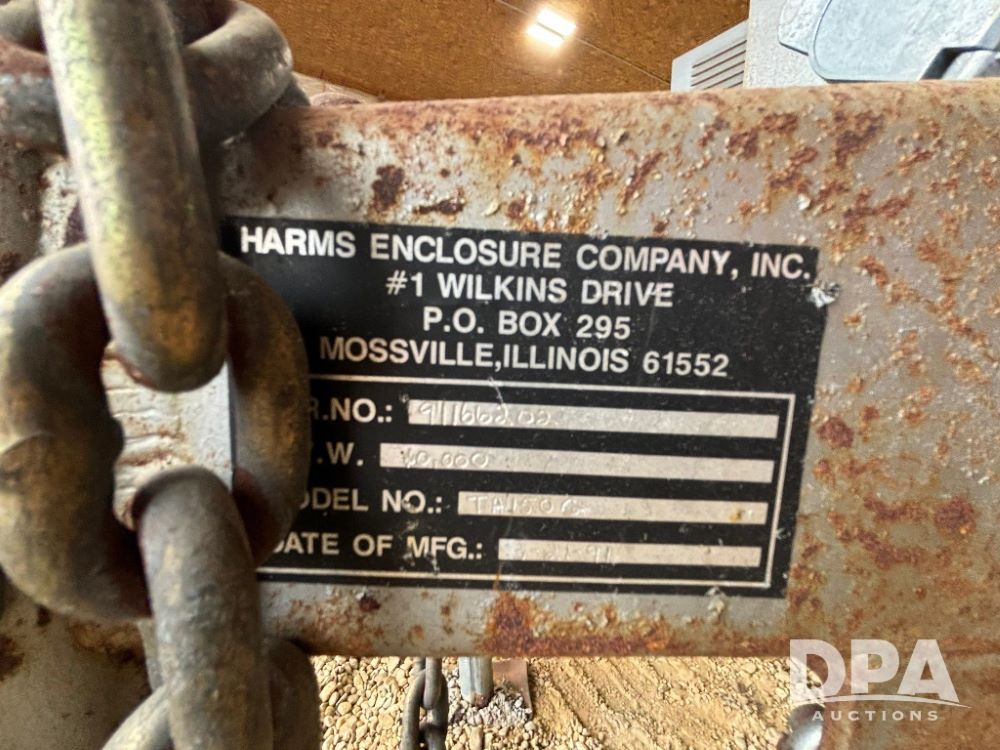 HARMS ENCLOSURE COMPANY, INC.
#1 WILKINS DRIVE
P.O. BOX 295
MOSSVILLE, ILLINOIS 61552
R.NO.: 91166202
.W.
ODEL NO.:
DATE OF MFG.:
DPA
AUCTIONS